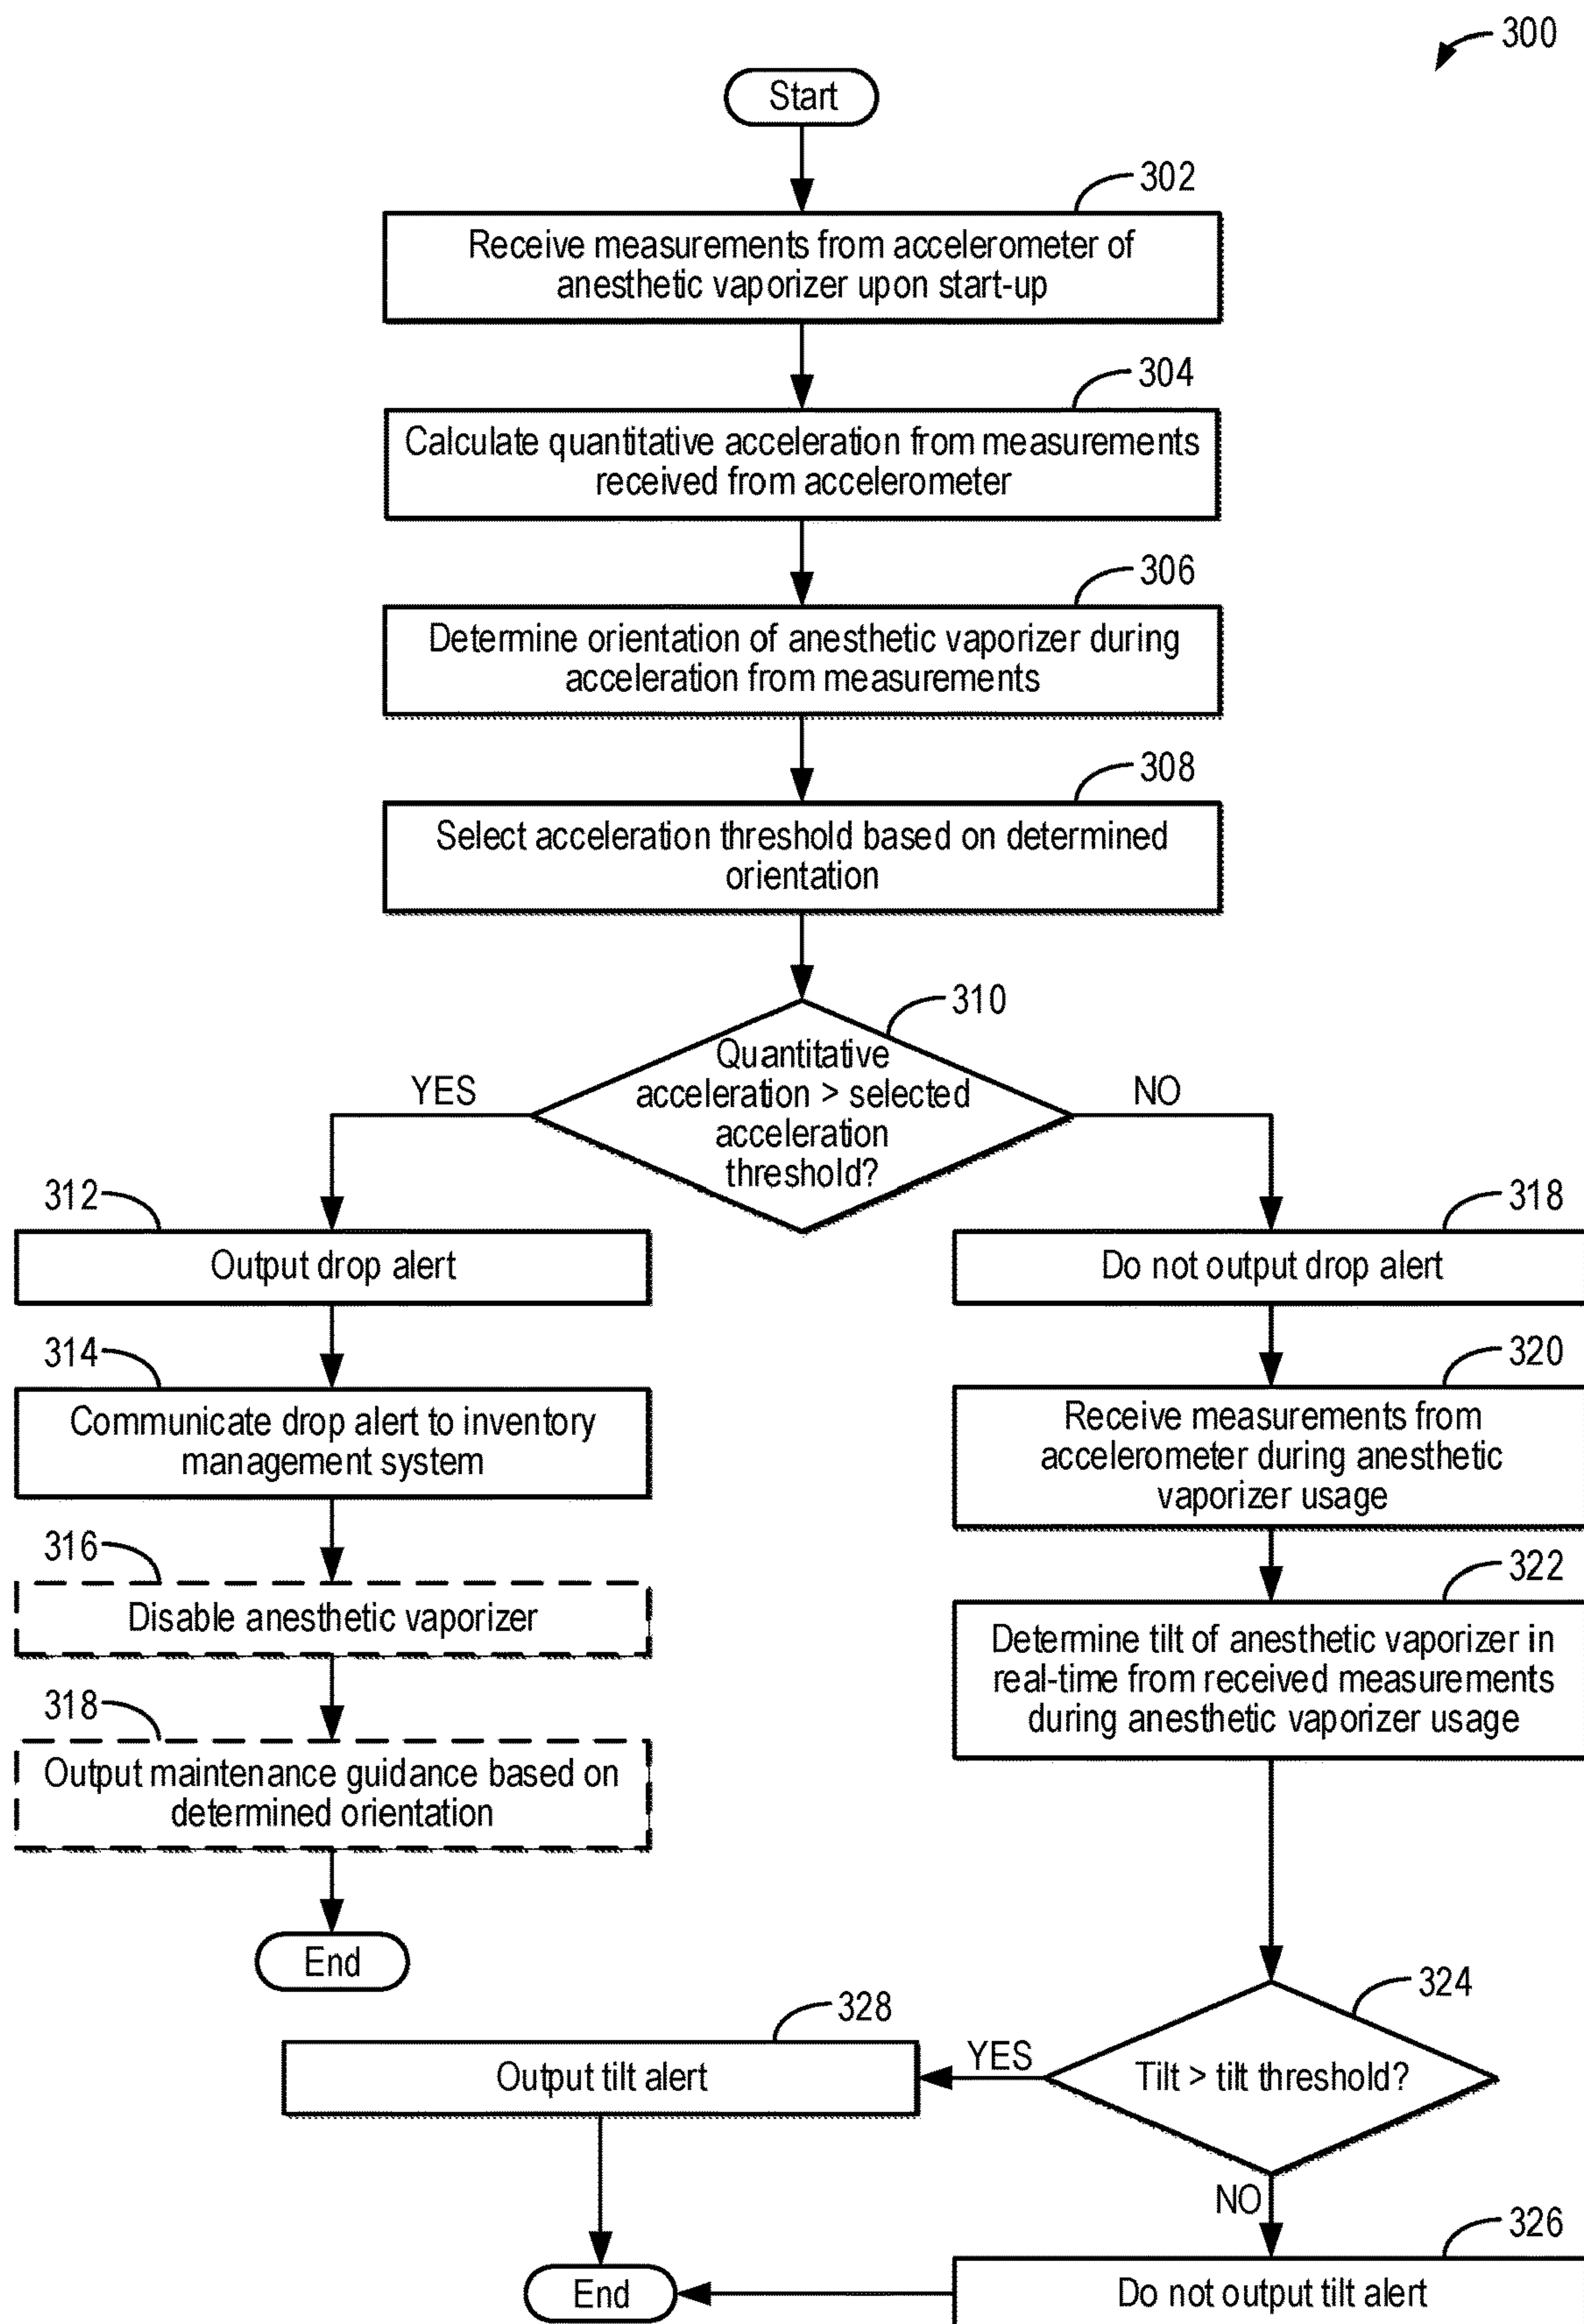 300
Start
302
Receive measurements from accelerometer of
anesthetic vaporizer upon start-up
304
Calculate quantitative acceleration from measurements
received from accelerometer
306
Determine orientation of anesthetic vaporizer during
acceleration from measurements
308
Select acceleration threshold based on determined
orientation
310
Quantitative
acceleration > selected
acceleration
threshold?
YES
NO
312
Output drop alert
314
Communicate drop alert to inventory
management system
316
Disable anesthetic vaporizer
318
Output maintenance guidance based on
determined orientation
End
318
Do not output drop alert
320
Receive measurements from
accelerometer during anesthetic
vaporizer usage
322
Determine tilt of anesthetic vaporizer in
real-time from received measurements
during anesthetic vaporizer usage
324
Tilt > tilt threshold?
YES
328
Output tilt alert
NO
326
Do not output tilt alert
End